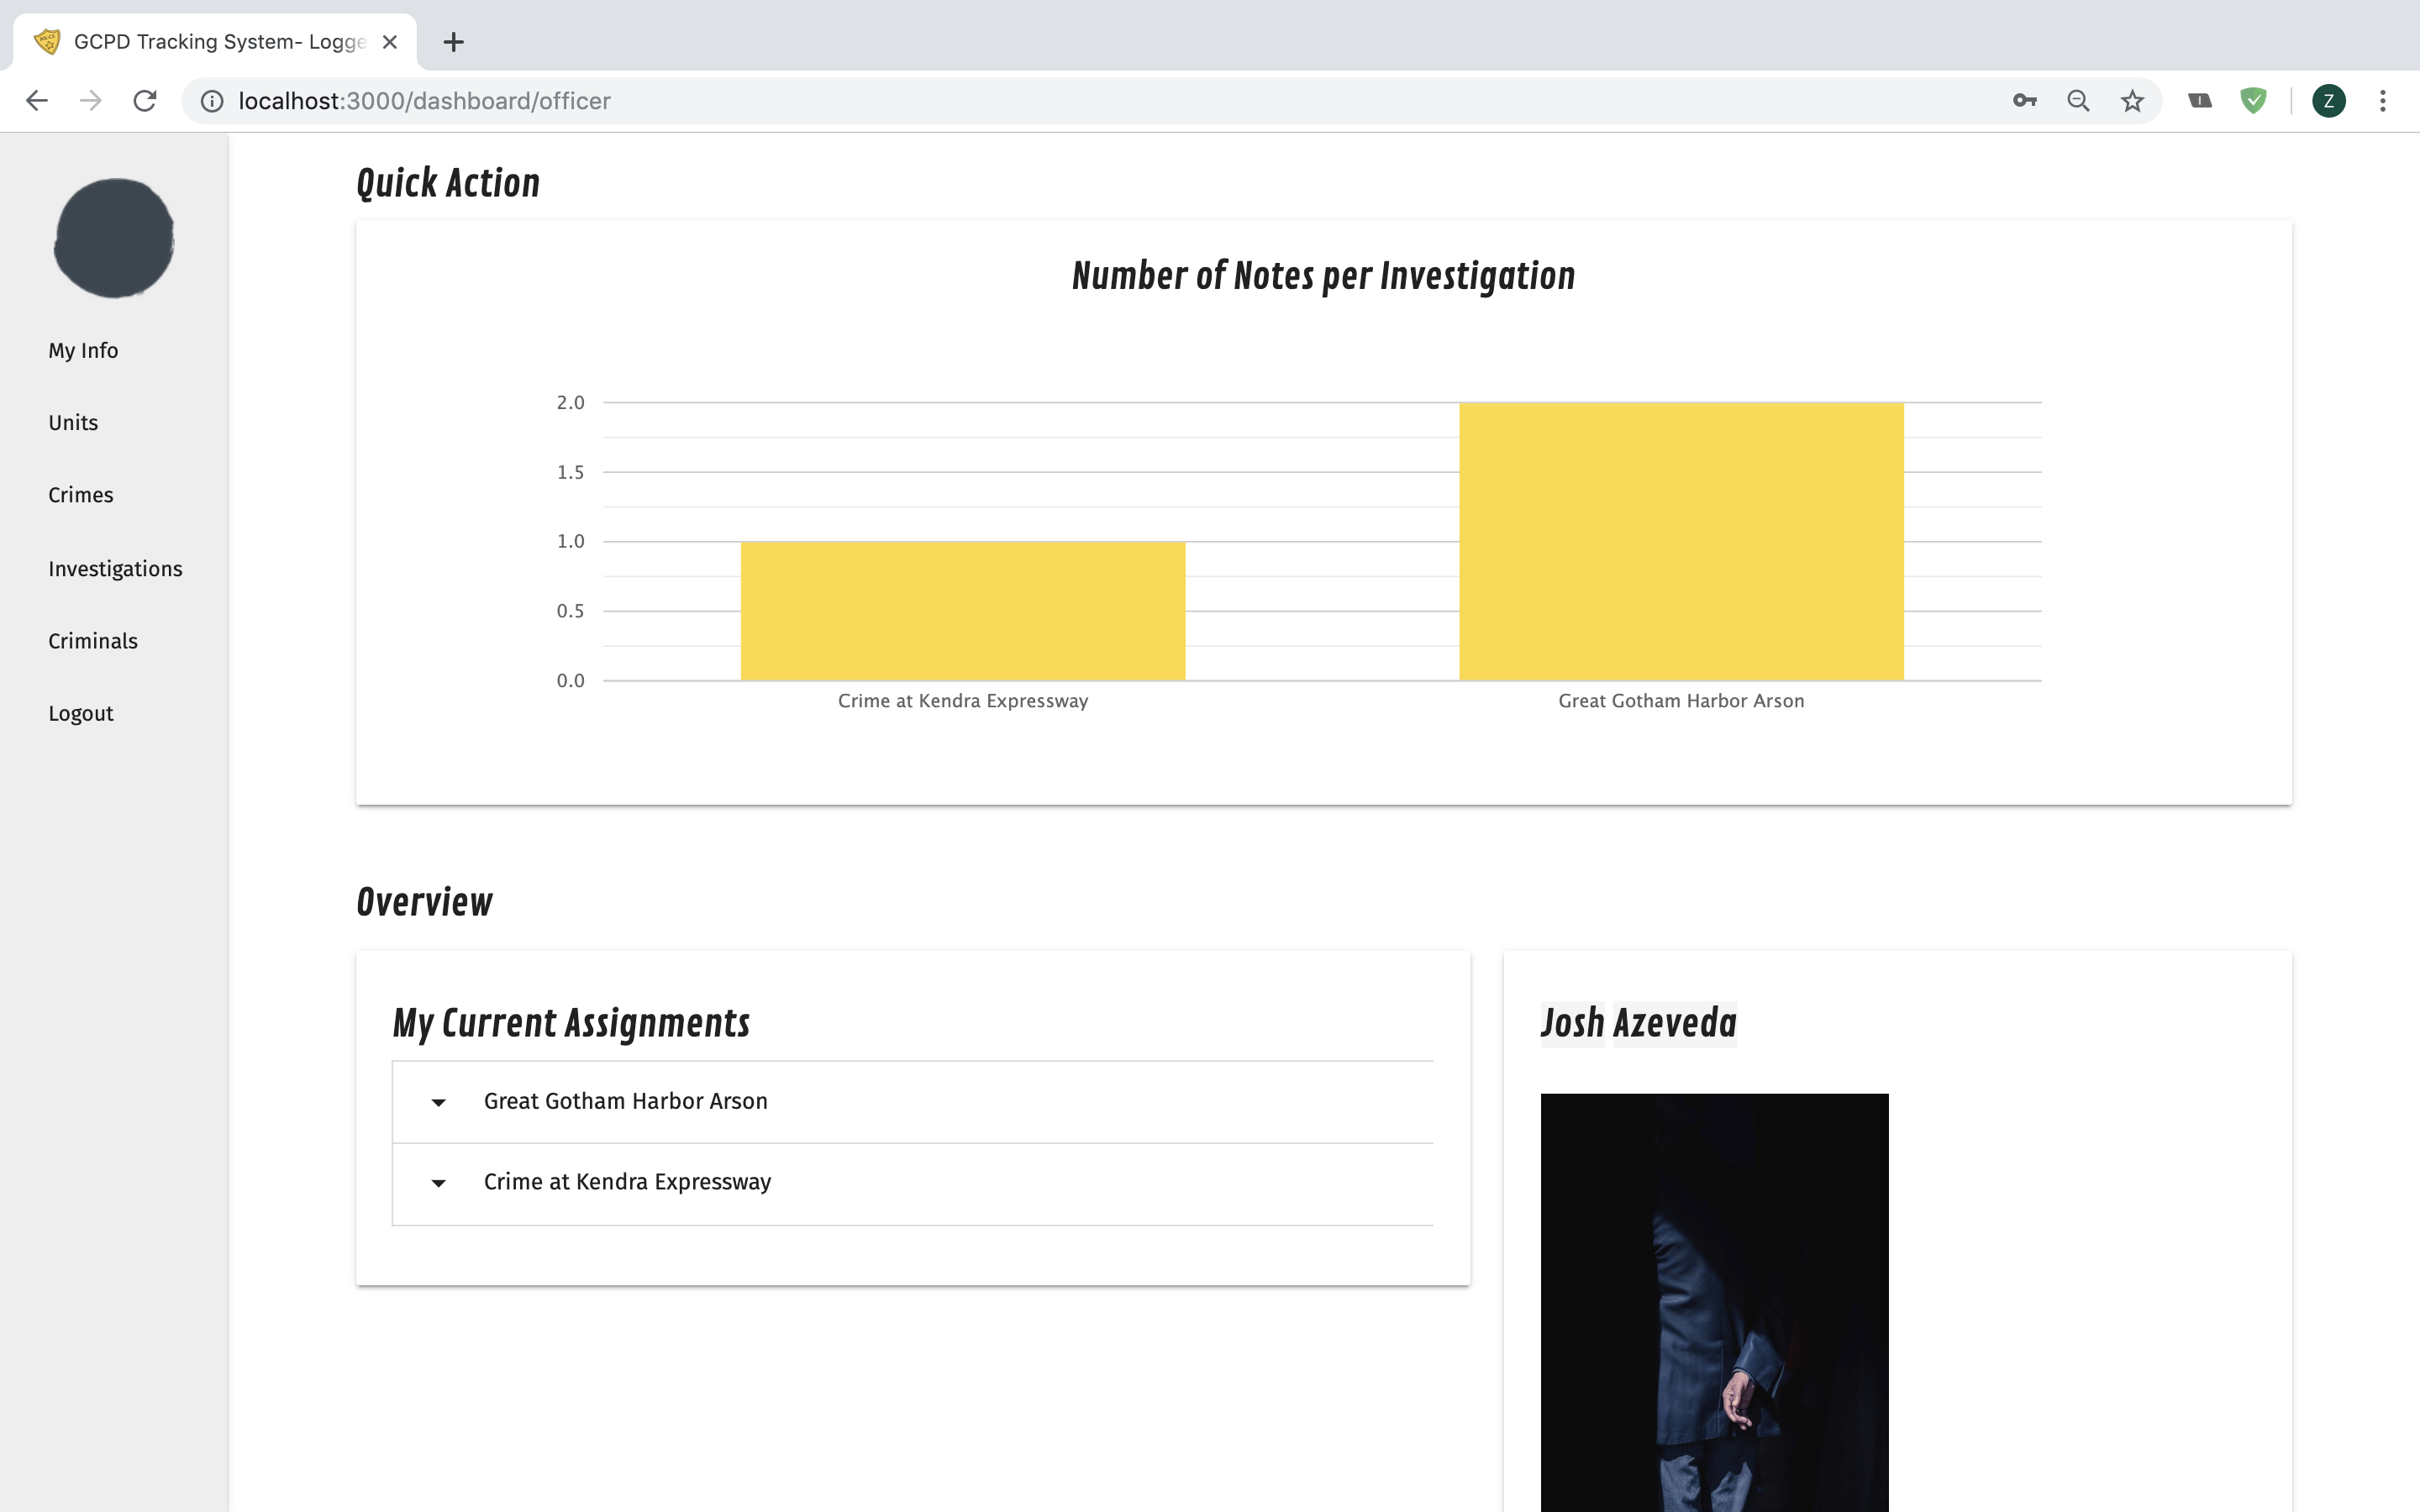 GCPD Tracking System- Logge
localhost:3000/dashboard/officer
Z
My Info
Units
Crimes
Investigations
Criminals
Logout
Quick Action
Number of Notes per Investigation
2.0
1.5
1.0
0.5
0.0
Crime at Kendra Expressway
Great Gotham Harbor Arson
Overview
My Current Assignments
Great Gotham Harbor Arson
Crime at Kendra Expressway
Josh Azeveda